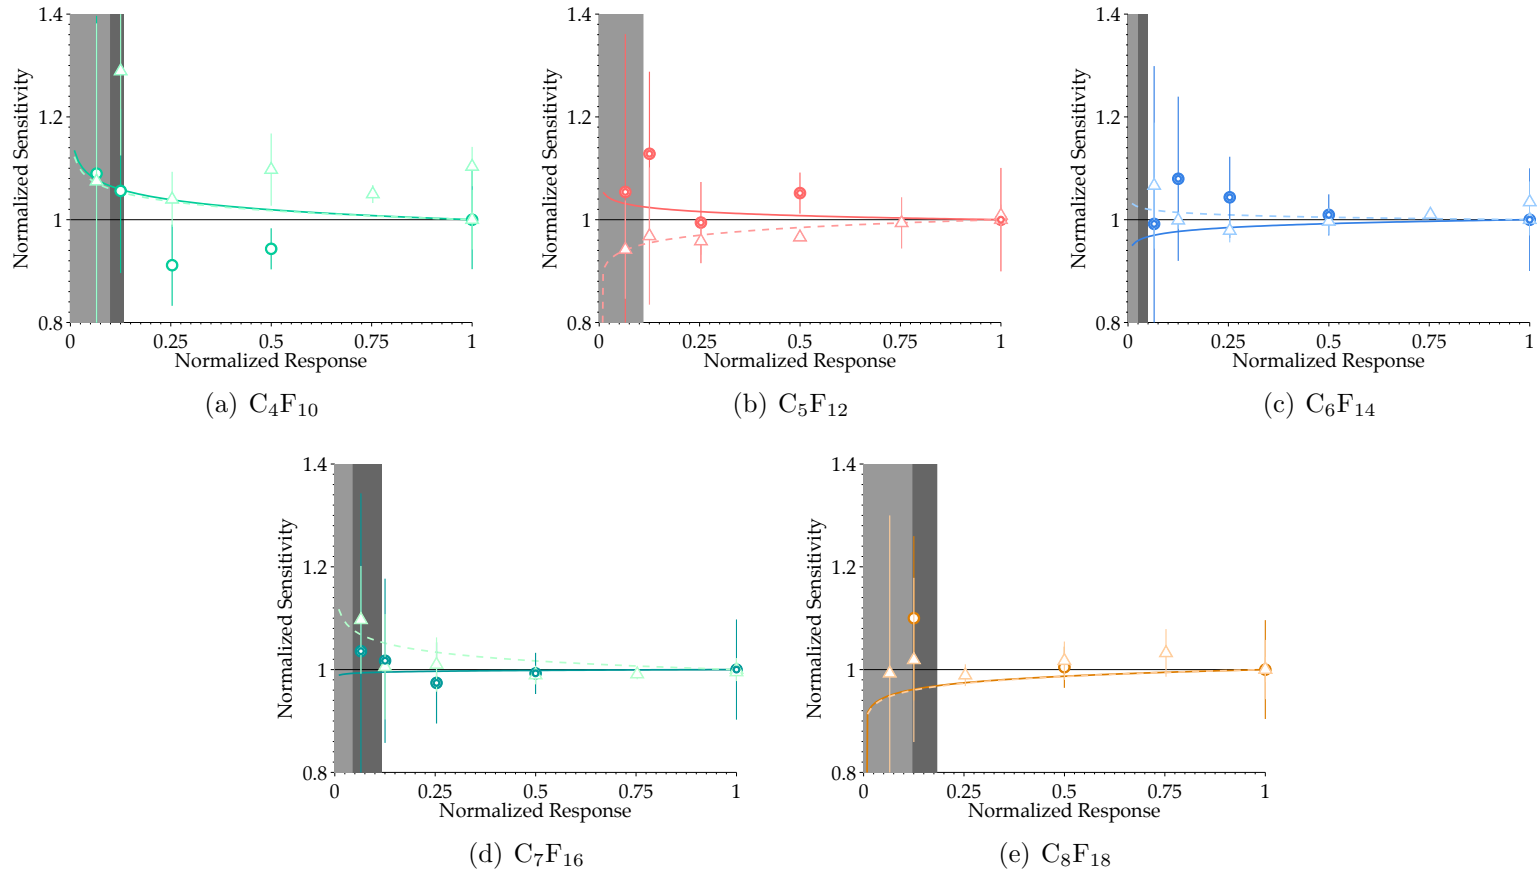 1.4
1.2
1
0.8
Normalized Sensitivity
0 0.25 0.5 0.75 1
Normalized Response
(a) C₄F₁₀
1.4
1.2
1
0.8
Normalized Sensitivity
0 0.25 0.5 0.75 1
Normalized Response
(b) C₅F₁₂
1.4
1.2
1
0.8
Normalized Sensitivity
0 0.25 0.5 0.75 1
Normalized Response
(c) C₆F₁₄
1.4
1.2
1
0.8
Normalized Sensitivity
0 0.25 0.5 0.75 1
Normalized Response
(d) C₇F₁₆
1.4
1.2
1
0.8
Normalized Sensitivity
0 0.25 0.5 0.75 1
Normalized Response
(e) C₈F₁₈